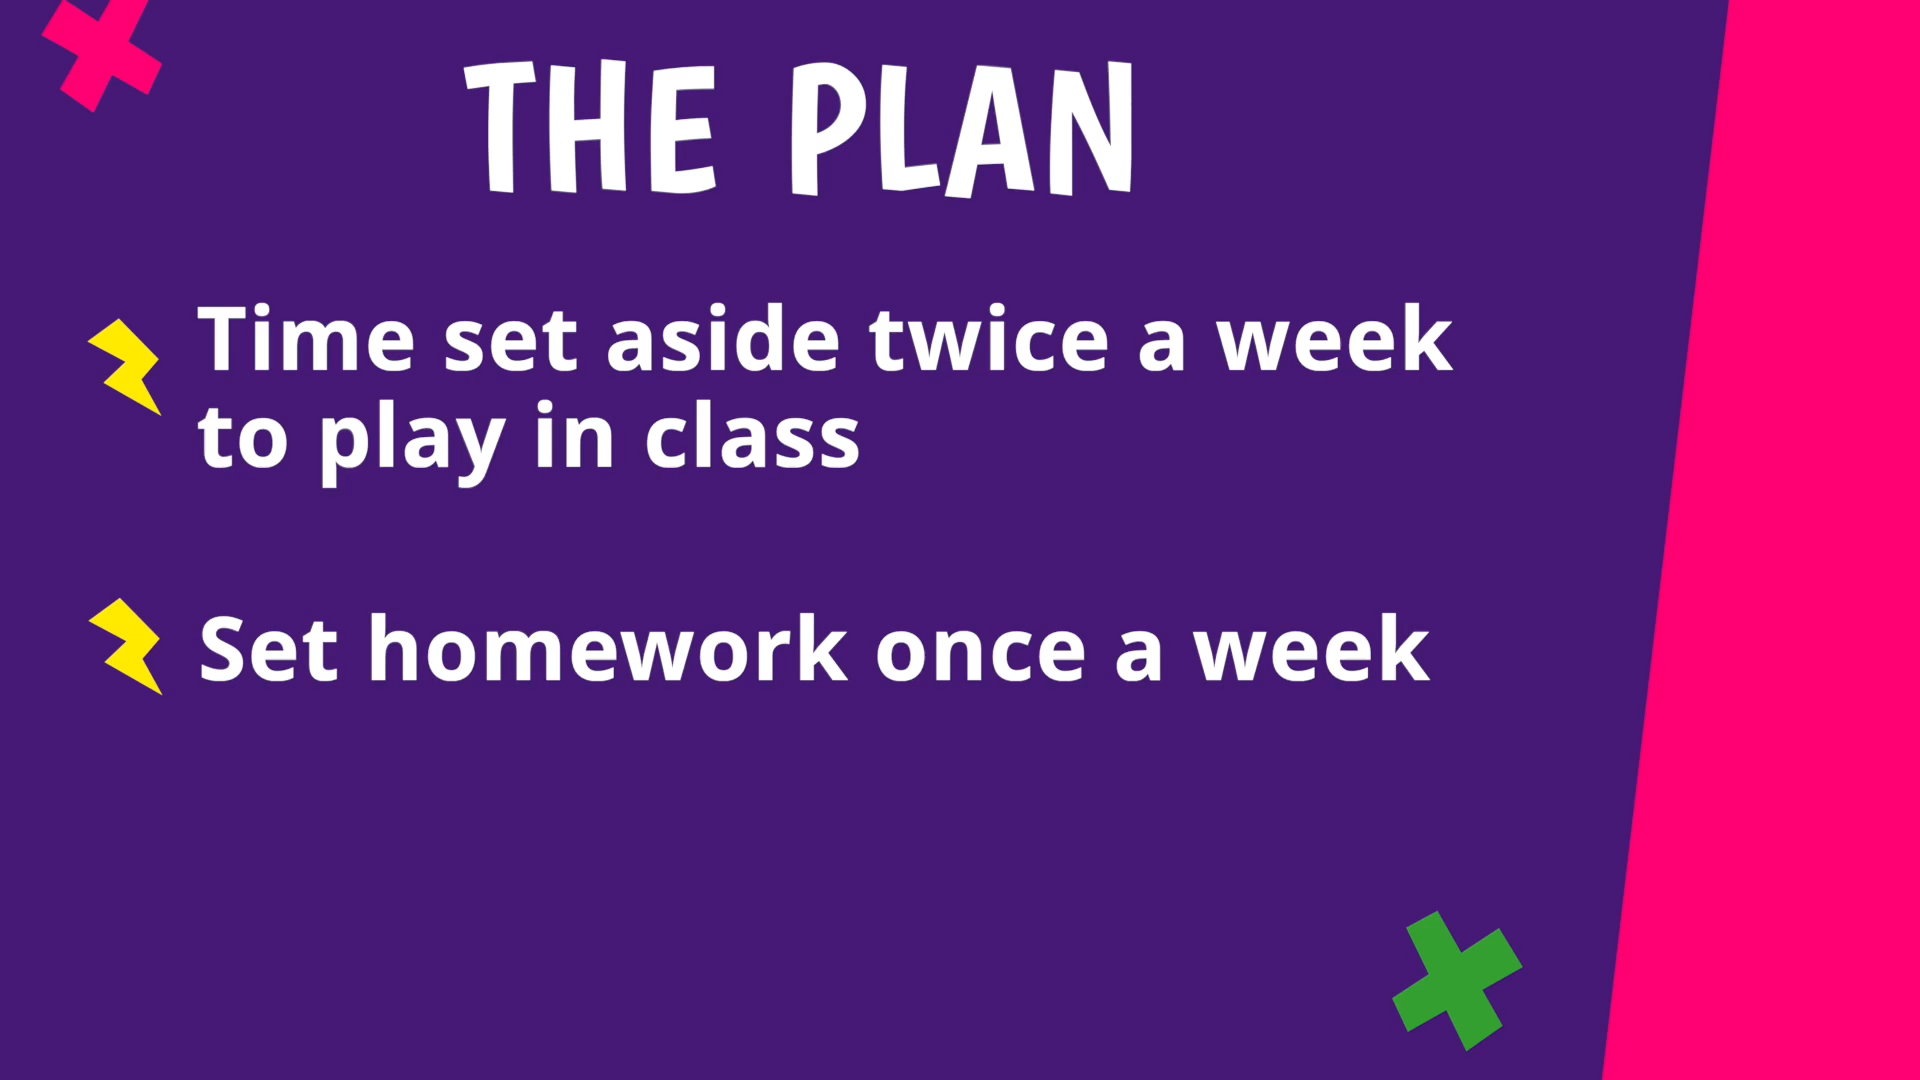 THE PLAN
Time set aside twice a week
to play in class
Set homework once a week